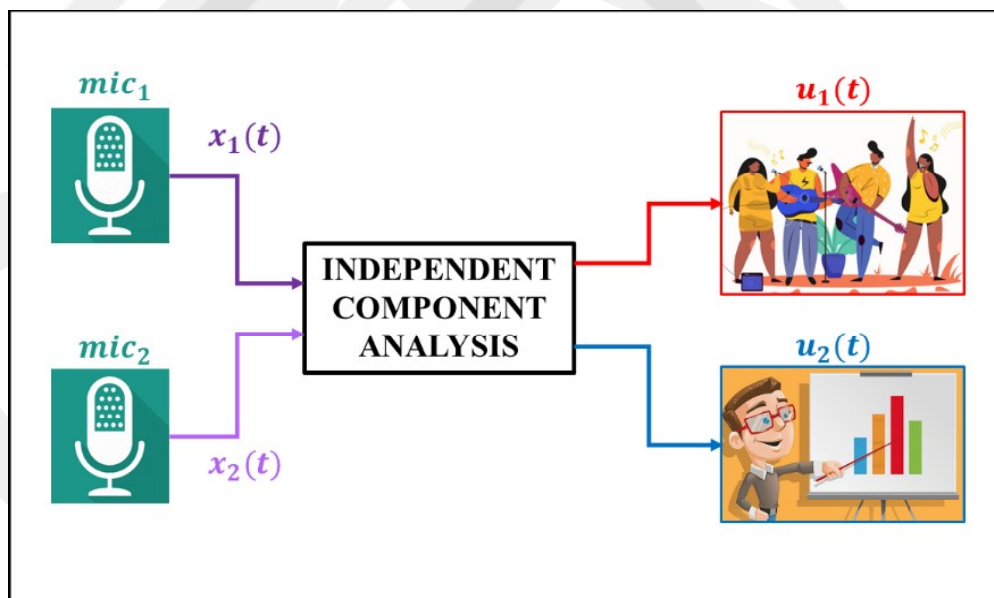 mic₁
x₁(t)
u₁(t)
INDEPENDENT
COMPONENT
ANALYSIS
mic₂
x₂(t)
u₂(t)